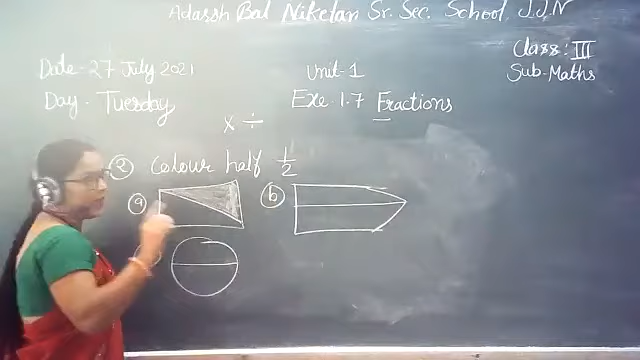 Adarsh Bal Niketan Sr. Sec. School, JJN
Class: III
Date - 27 July 2021
Unit-1
Sub-Maths
Day - Tuesday
Exe-1.7 Fractions
x ÷
② Colour half 1/2
ⓐ
ⓑ